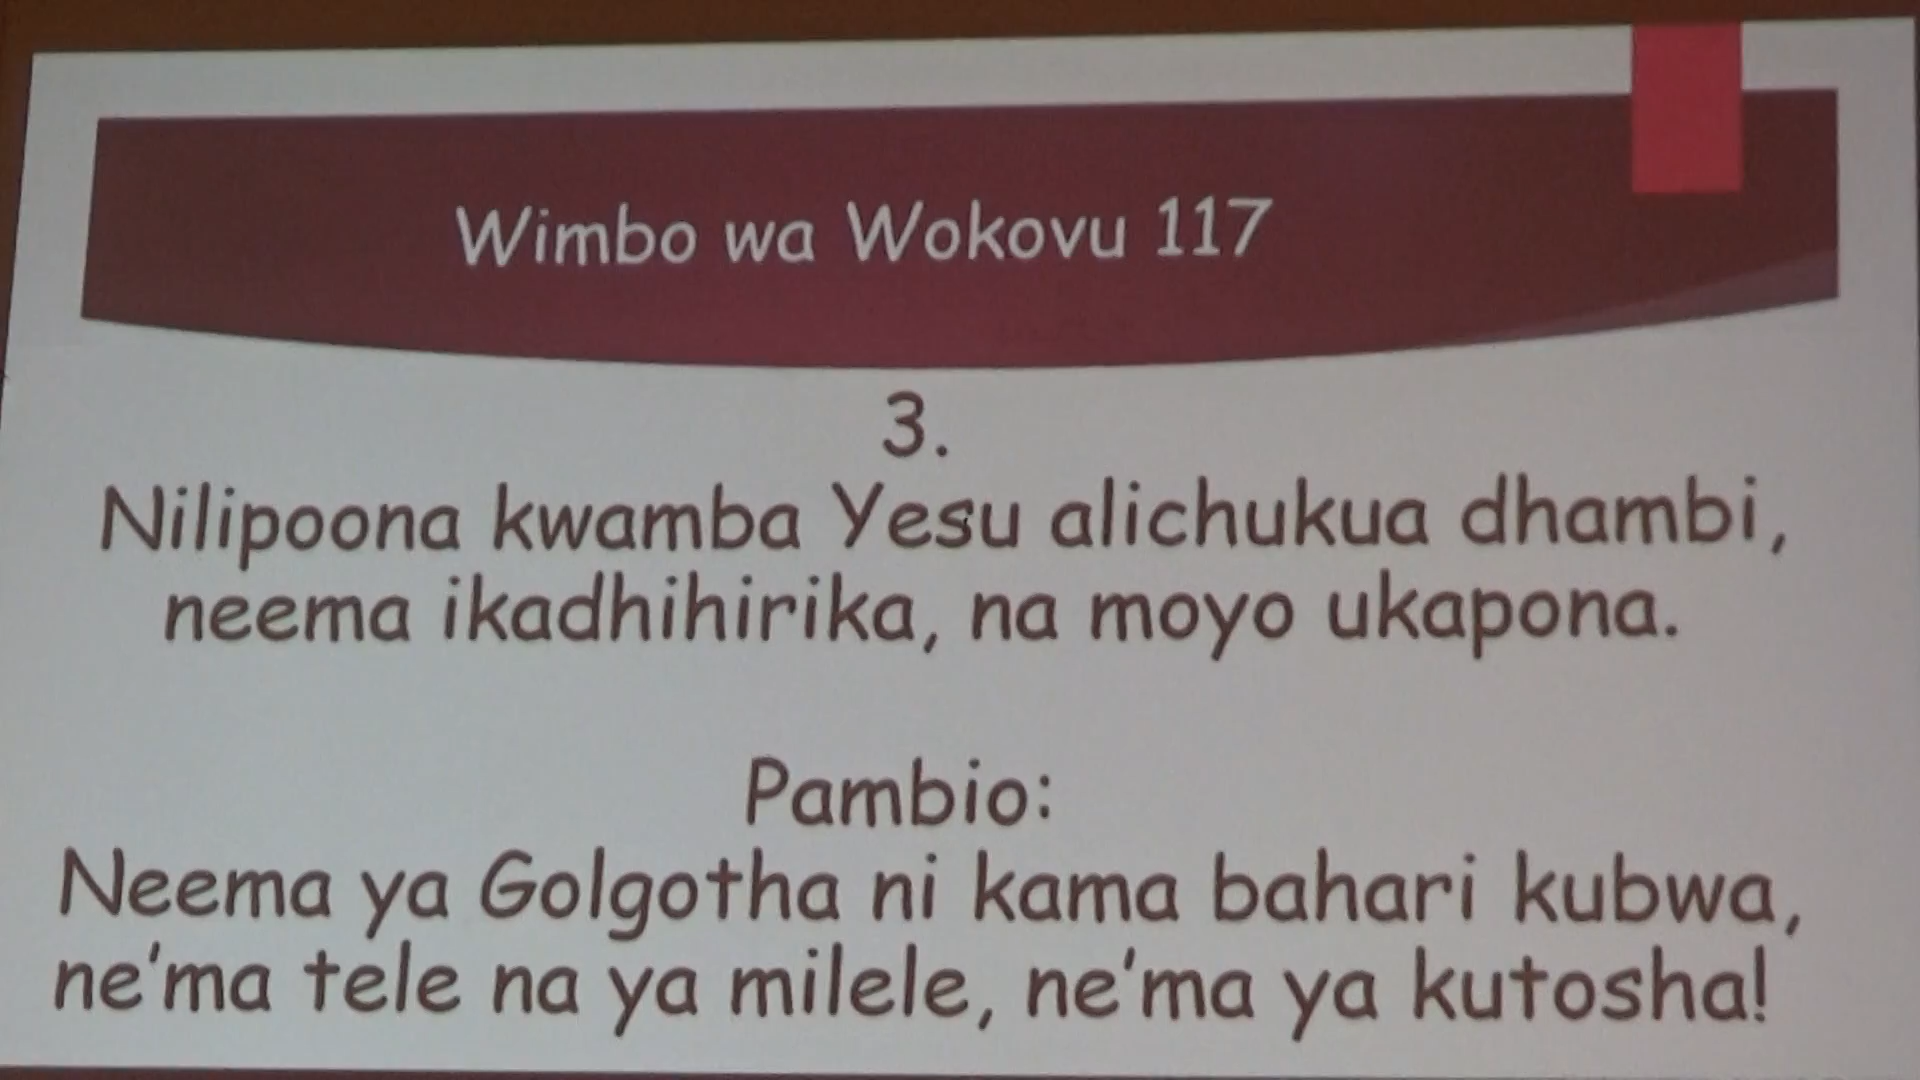 Wimbo wa Wokovu 117
3.
Nilipoona kwamba Yesu alichukua dhambi,
neema ikadhihirika, na moyo ukapona.
Pambio:
Neema ya Golgotha ni kama bahari kubwa,
ne'ma tele na ya milele, ne'ma ya kutosha!